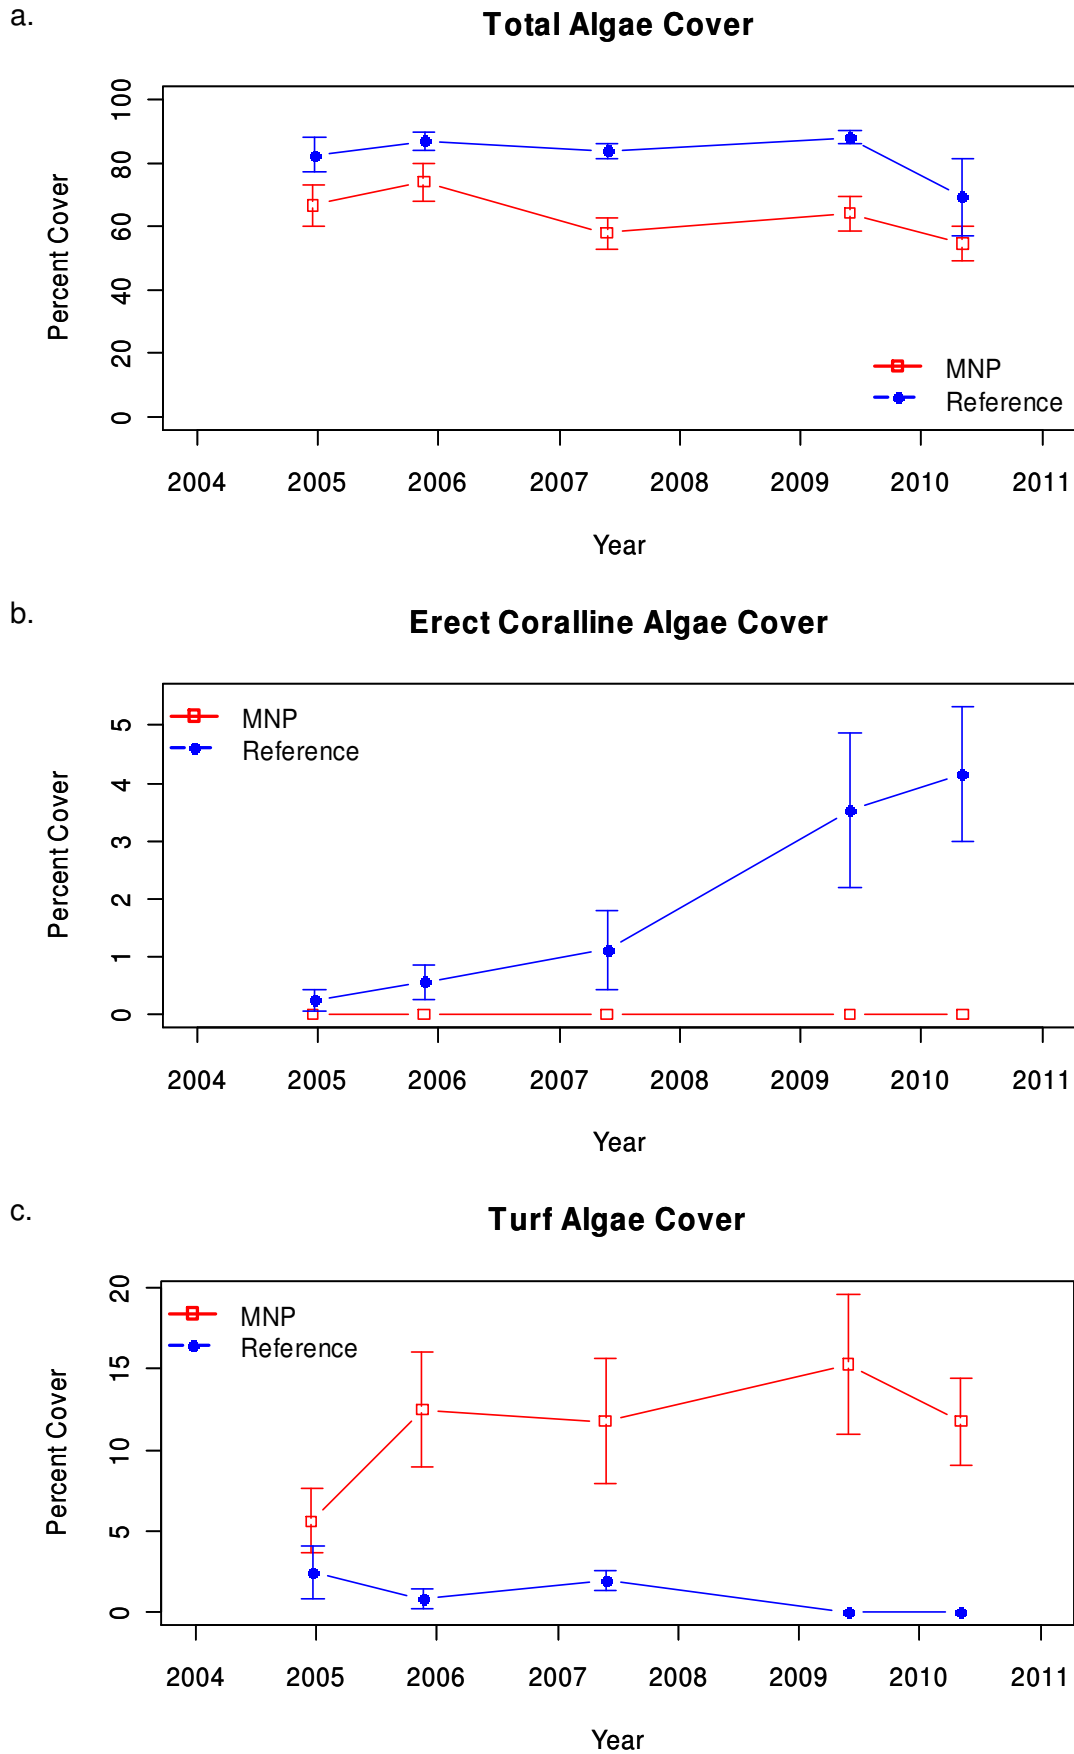 a.
Total Algae Cover
Percent Cover
100
80
60
40
20
0
MNP
Reference
2004 2005 2006 2007 2008 2009 2010 2011
Year
b.
Erect Coralline Algae Cover
Percent Cover
5
4
3
2
1
0
MNP
Reference
2004 2005 2006 2007 2008 2009 2010 2011
Year
c.
Turf Algae Cover
Percent Cover
20
15
10
5
0
MNP
Reference
2004 2005 2006 2007 2008 2009 2010 2011
Year